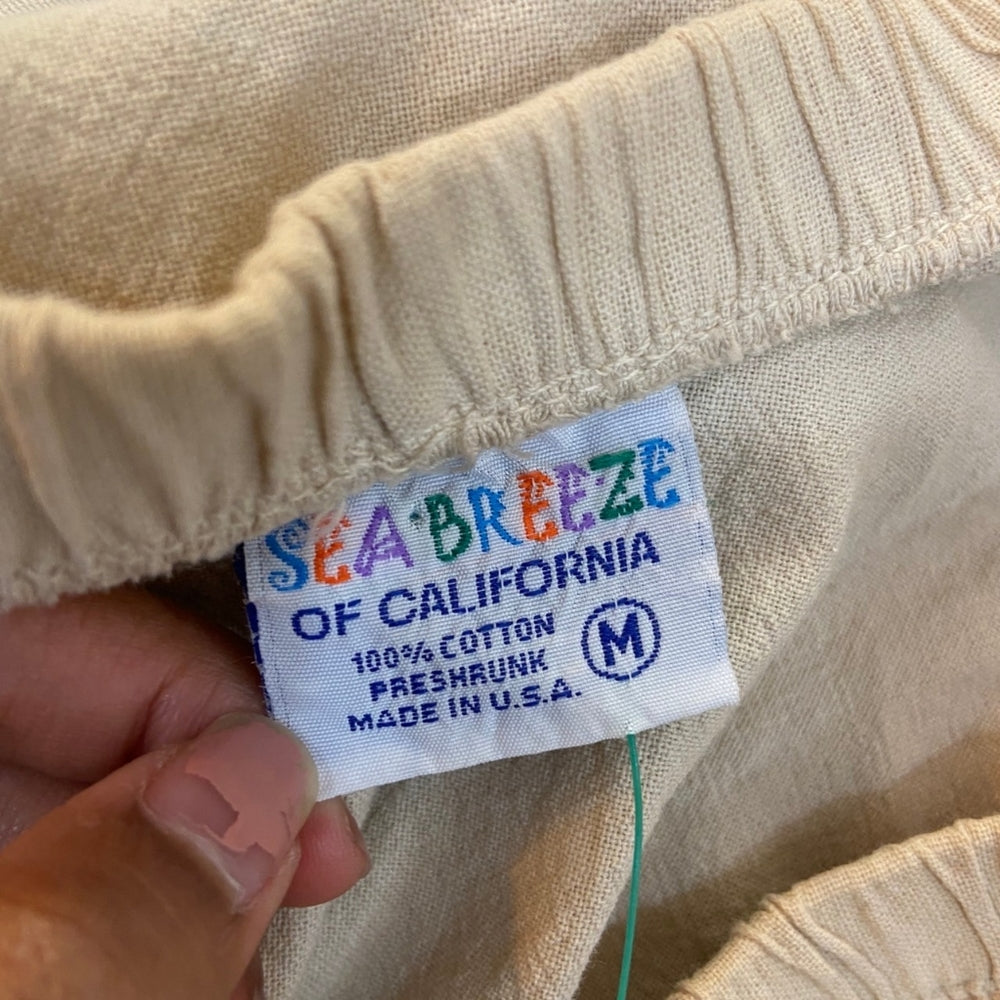 SEA BREEZE
OF CALIFORNIA
100% COTTON
PRESHRUNK
MADE IN U.S.A.
M